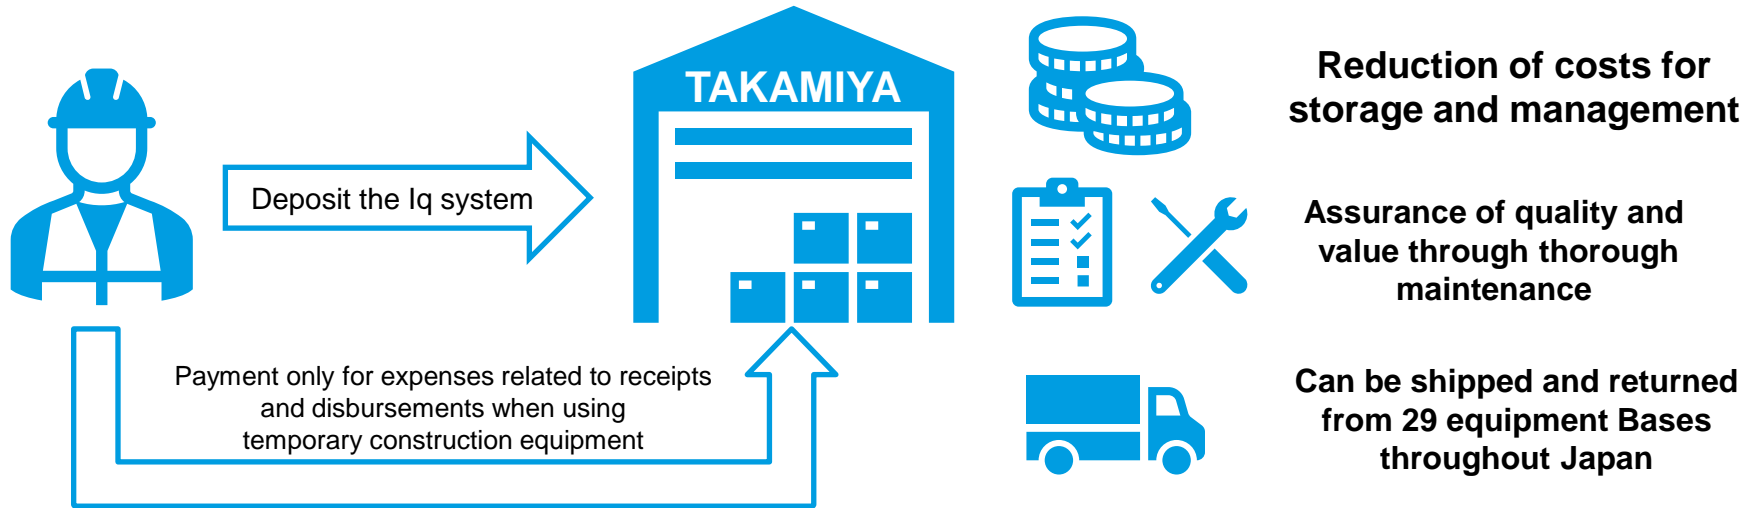 TAKAMIYA
Deposit the Iq system
Payment only for expenses related to receipts
and disbursements when using
temporary construction equipment
Reduction of costs for
storage and management
Assurance of quality and
value through thorough
maintenance
Can be shipped and returned
from 29 equipment Bases
throughout Japan